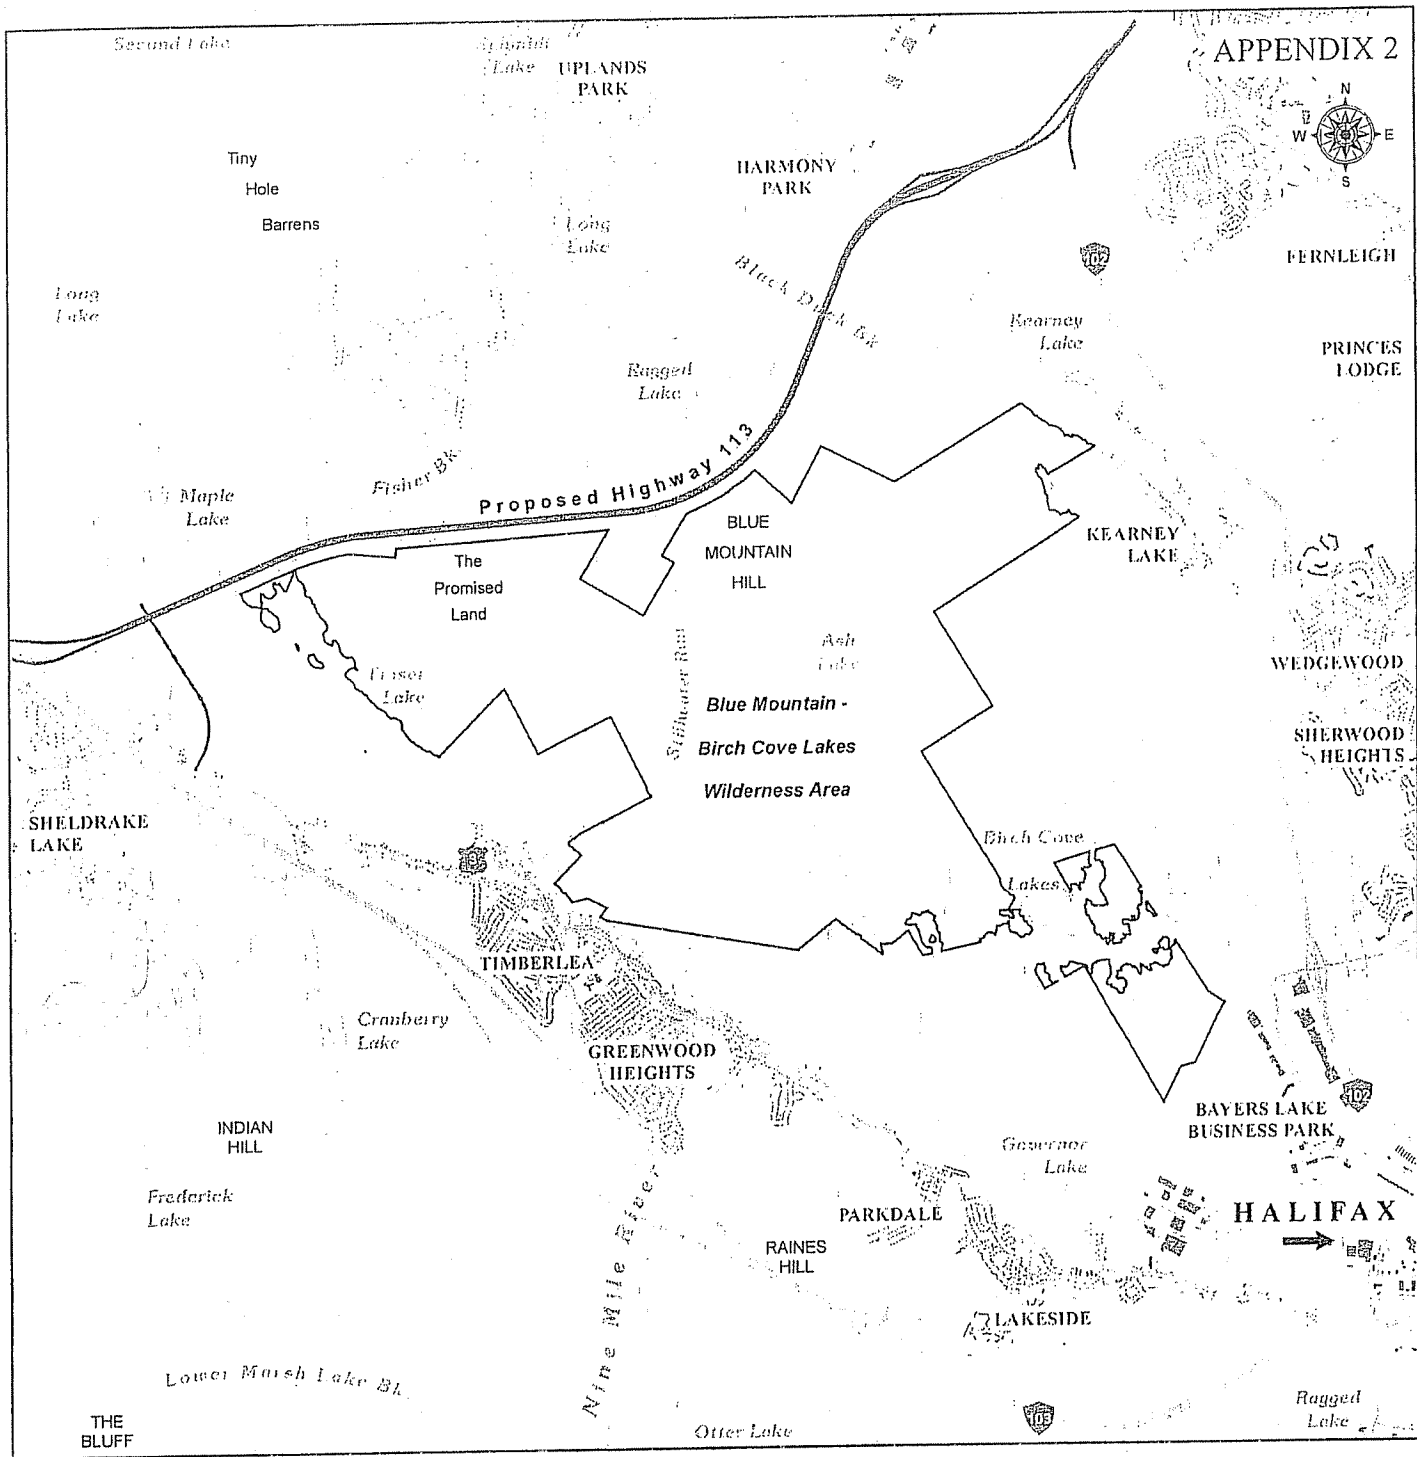 Second Lake
Lake
UPLANDS
PARK
APPENDIX 2
N
W
E
S
Tiny
Hole
Barrens
HARMONY
PARK
Long
Lake
102
FERNLEIGH
Black Duck Bk
Long
Lake
Kearney
Lake
PRINCES
LODGE
Ragged
Lake
Fisher Bk.
Proposed Highway 113
Maple
Lake
BLUE
MOUNTAIN
HILL
KEARNEY
LAKE
The
Promised
Land
Ash
Lake
Stillwater Run
Fraser
Lake
WEDGEWOOD
Blue Mountain -
Birch Cove Lakes
Wilderness Area
SHERWOOD
HEIGHTS
SHELDRAKE
LAKE
Birch Cove
Lakes
TIMBERLEA
Cranberry
Lake
GREENWOOD
HEIGHTS
102
BAYERS LAKE
BUSINESS PARK
INDIAN
HILL
Governor
Lake
Frederick
Lake
Nine Mile River
PARKDALE
HALIFAX
RAINES
HILL
LAKESIDE
Lower Marsh Lake Bk.
THE
BLUFF
Otter Lake
103
Ragged
Lake